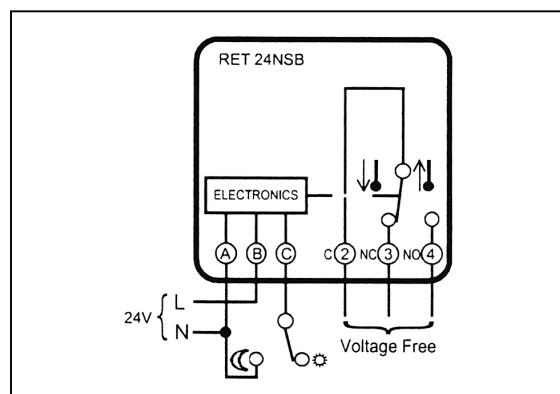 RET 24NSB
ELECTRONICS
A B C C 2 NC 3 NO 4
L
24V
N
Voltage Free